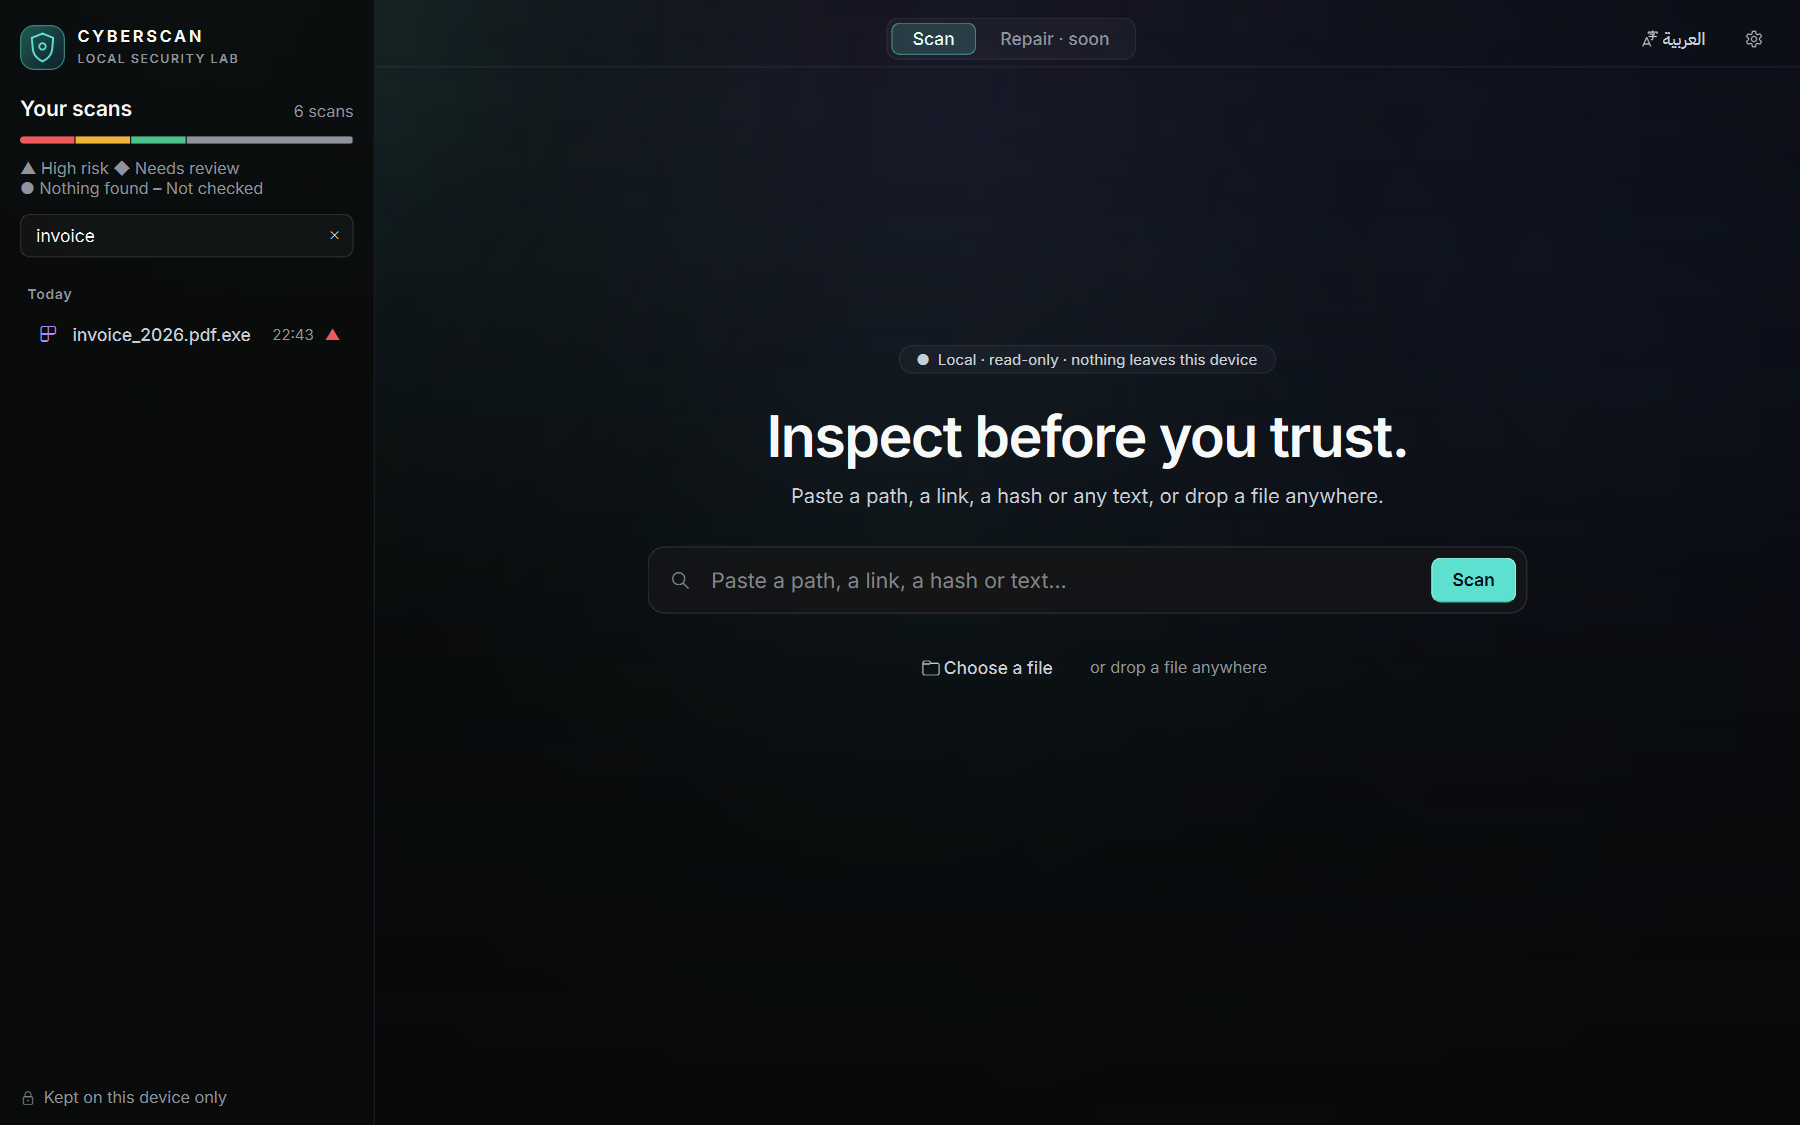 CYBERSCAN
LOCAL SECURITY LAB
Scan
Repair · soon
العربية
Your scans
6 scans
▲ High risk ◆ Needs review
● Nothing found – Not checked
invoice ×
Today
invoice_2026.pdf.exe 22:43 ▲
● Local · read-only · nothing leaves this device
Inspect before you trust.
Paste a path, a link, a hash or any text, or drop a file anywhere.
Paste a path, a link, a hash or text...
Scan
Choose a file
or drop a file anywhere
Kept on this device only